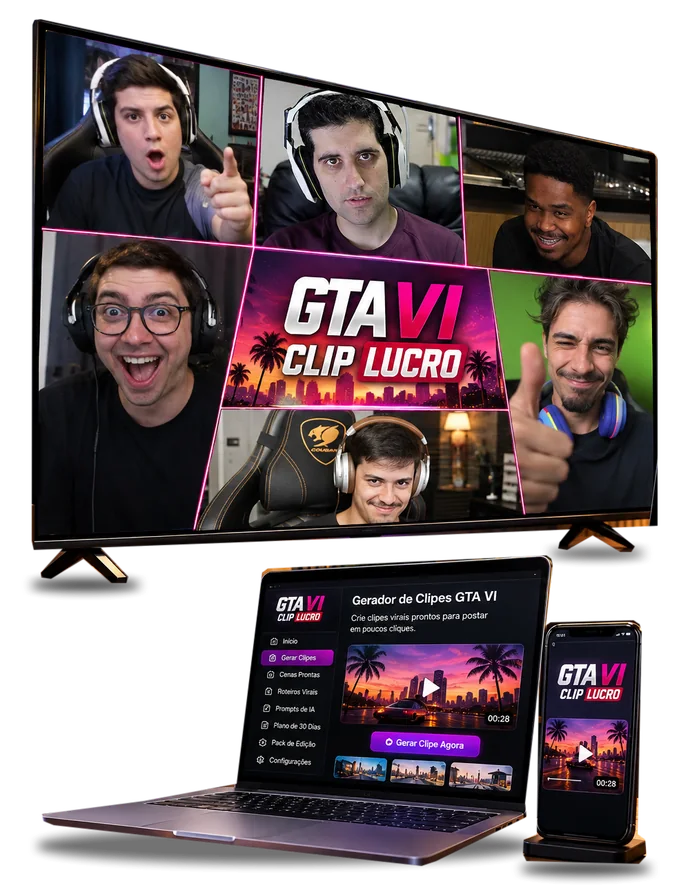 GTA VI
CLIP LUCRO
COUGAR
GTA VI
CLIP LUCRO
Início
Gerar Clipes
Cenas Prontas
Roteiros Virais
Prompts de IA
Plano de 30 Dias
Pack de Edição
Configurações
Gerador de Clipes GTA VI
Crie clipes virais prontos para postar
em poucos cliques.
00:28
Gerar Clipe Agora
GTA VI
CLIP LUCRO
00:28